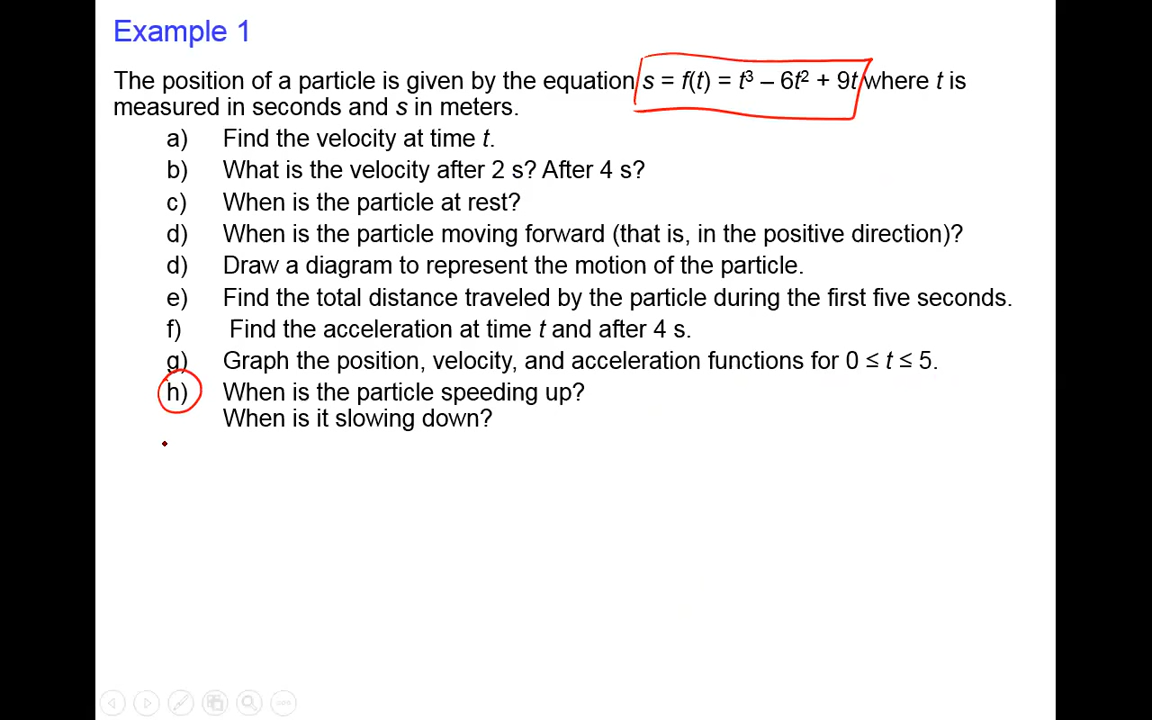 Example 1
The position of a particle is given by the equation s = f(t) = t³ – 6t² + 9t where t is
measured in seconds and s in meters.
a) Find the velocity at time t.
b) What is the velocity after 2 s? After 4 s?
c) When is the particle at rest?
d) When is the particle moving forward (that is, in the positive direction)?
d) Draw a diagram to represent the motion of the particle.
e) Find the total distance traveled by the particle during the first five seconds.
f) Find the acceleration at time t and after 4 s.
g) Graph the position, velocity, and acceleration functions for 0 ≤ t ≤ 5.
h) When is the particle speeding up?
When is it slowing down?